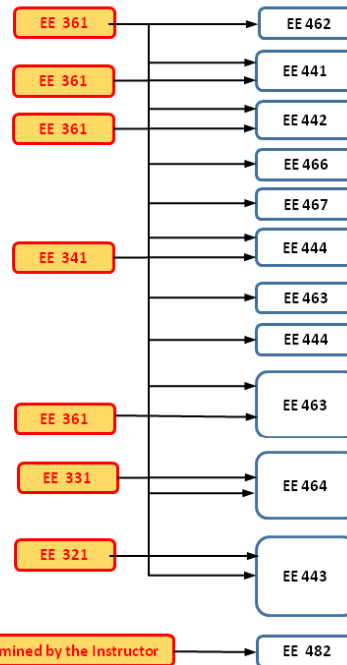 EE 361 EE 462
EE 361 EE 441
EE 361 EE 442
EE 466
EE 467
EE 341 EE 444
EE 463
EE 444
EE 361 EE 463
EE 331 EE 464
EE 321 EE 443
mined by the Instructor EE 482